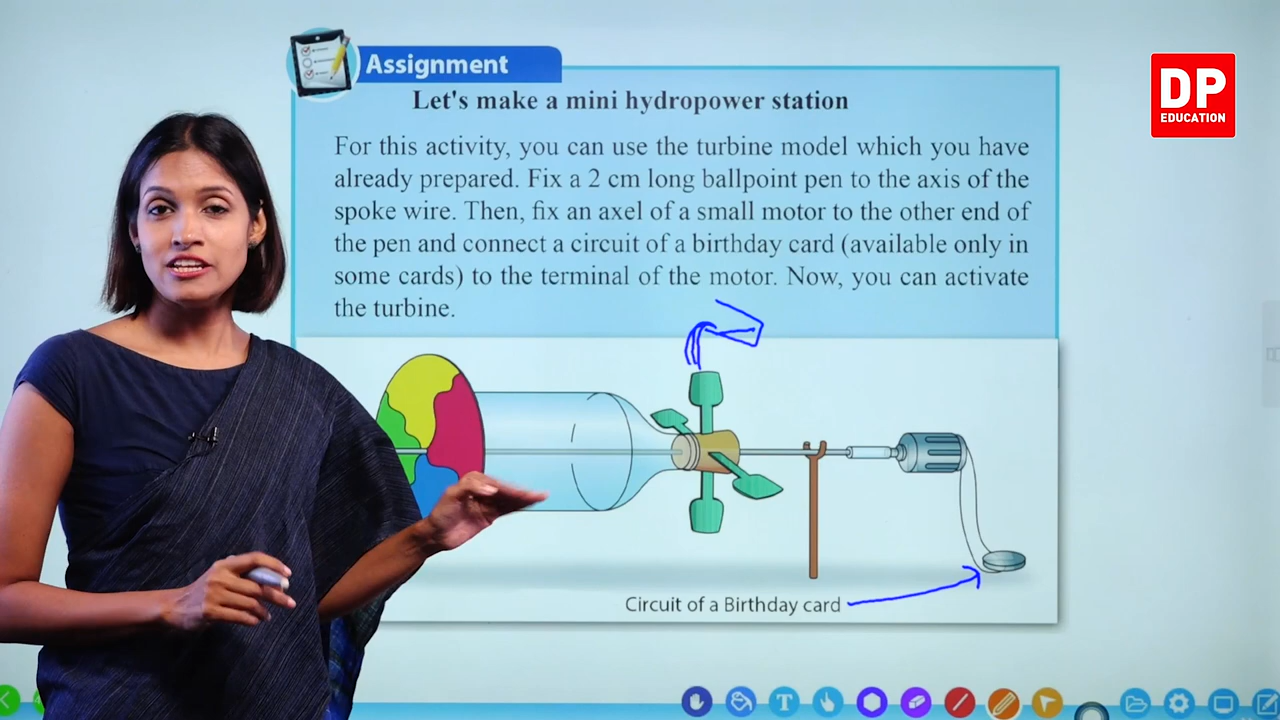 Assignment
DP
EDUCATION
Let's make a mini hydropower station
For this activity, you can use the turbine model which you have
already prepared. Fix a 2 cm long ballpoint pen to the axis of the
spoke wire. Then, fix an axel of a small motor to the other end of
the pen and connect a circuit of a birthday card (available only in
some cards) to the terminal of the motor. Now, you can activate
the turbine.
Circuit of a Birthday card
T